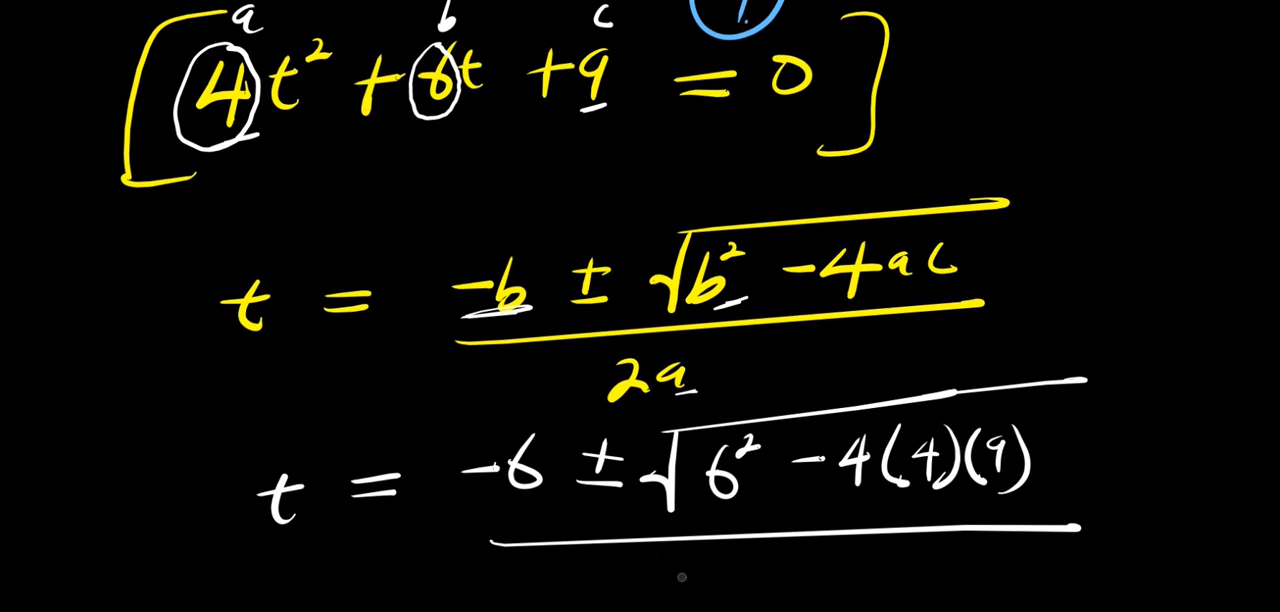 a b c
[4t² + 6t + 9 = 0]
t = -b ± √b² - 4ac
2a
t = -6 ± √6² - 4(4)(9)